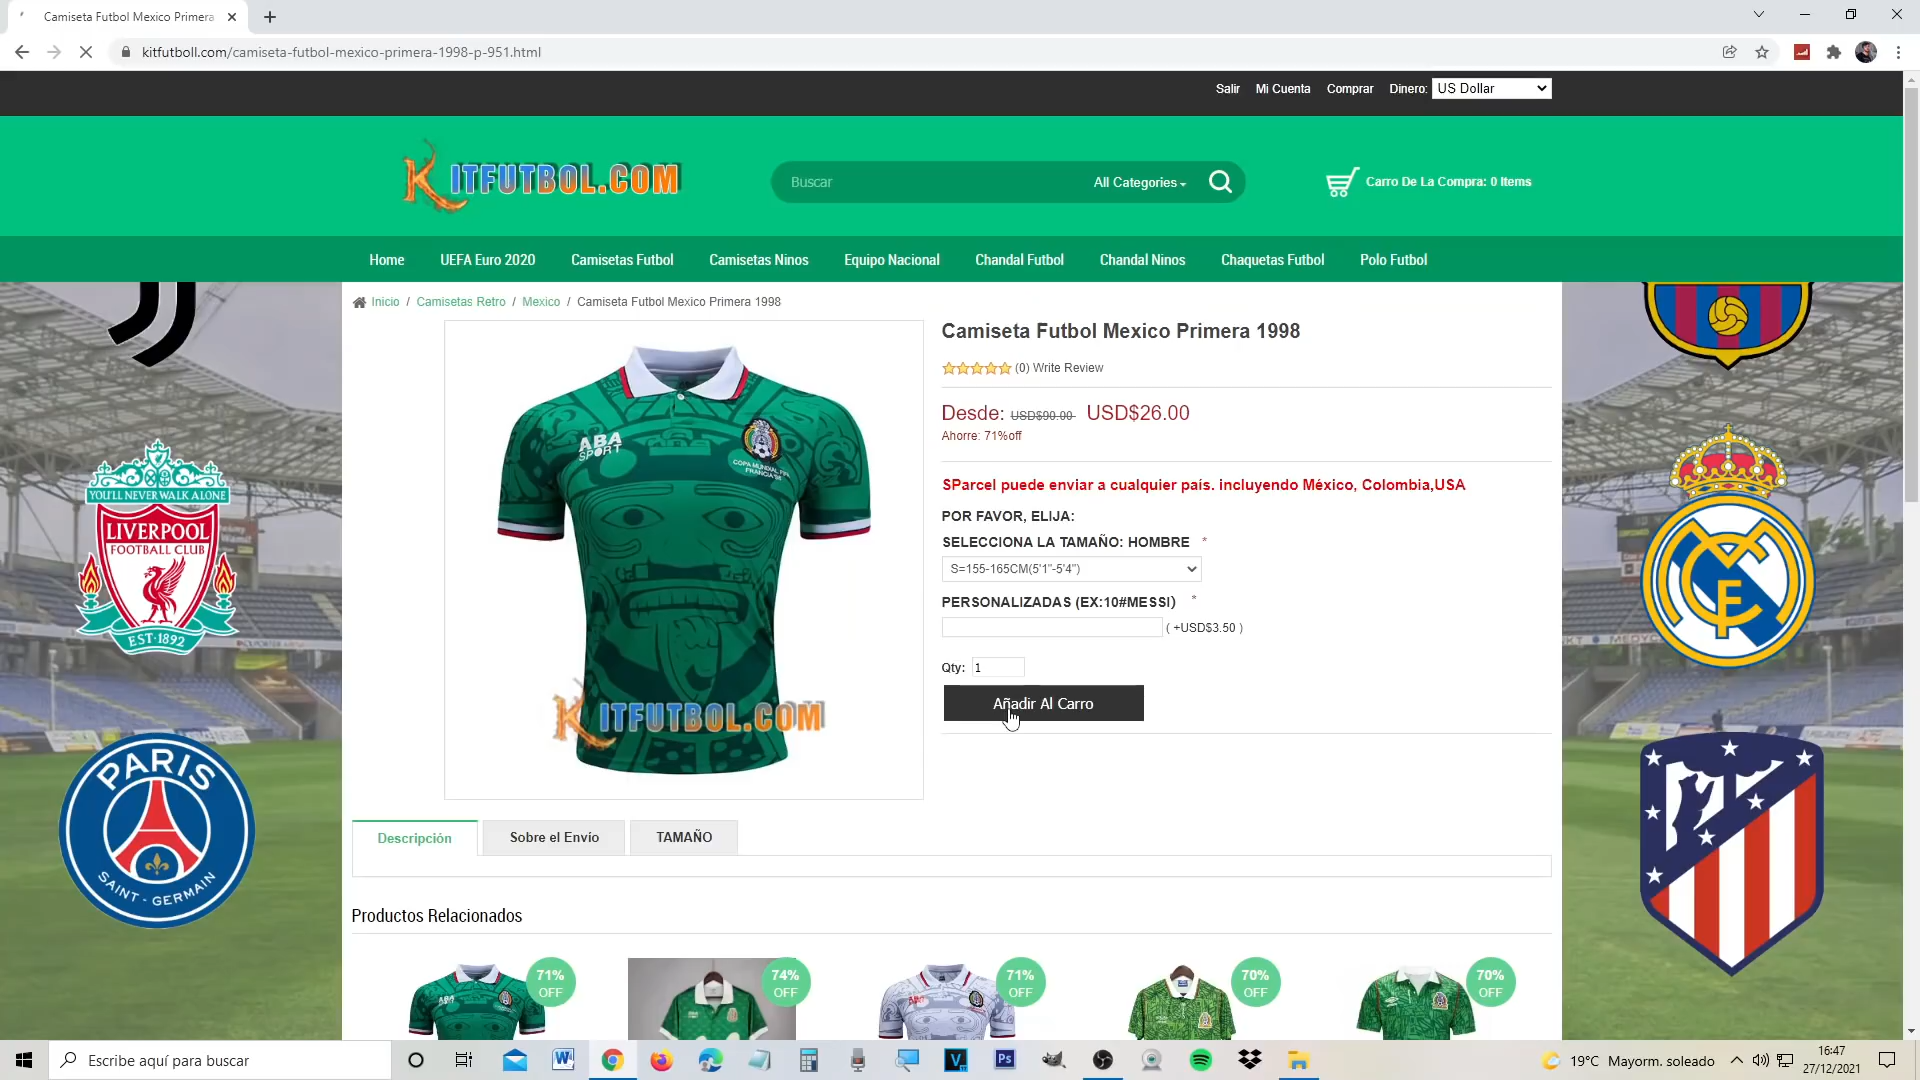 Camiseta Futbol Mexico Primera
kitfutboll.com/camiseta-futbol-mexico-primera-1998-p-951.html
Salir Mi Cuenta Comprar Dinero: US Dollar
KITFUTBOL.COM
Buscar All Categories
Carro De La Compra: 0 Items
Home UEFA Euro 2020 Camisetas Futbol Camisetas Ninos Equipo Nacional Chandal Futbol Chandal Ninos Chaquetas Futbol Polo Futbol
Inicio / Camisetas Retro / Mexico / Camiseta Futbol Mexico Primera 1998
ABA
SPORT
COPA MUNDIAL FIFA
FRANCIA 98
KITFUTBOL.COM
Camiseta Futbol Mexico Primera 1998
(0) Write Review
Desde: USD$90.00 USD$26.00
Ahorre: 71%off
SParcel puede enviar a cualquier país. incluyendo México, Colombia,USA
POR FAVOR, ELIJA:
SELECCIONA LA TAMAÑO: HOMBRE *
S=155-165CM(5'1"-5'4")
PERSONALIZADAS (EX:10#MESSI) *
( +USD$3.50 )
Qty: 1
Añadir Al Carro
Descripción Sobre el Envío TAMAÑO
Productos Relacionados
71%
OFF
74%
OFF
71%
OFF
70%
OFF
70%
OFF
YOU'LL NEVER WALK ALONE
LIVERPOOL
FOOTBALL CLUB
EST·1892
PARIS
SAINT-GERMAIN
Escribe aquí para buscar
19°C Mayorm. soleado
16:47
27/12/2021